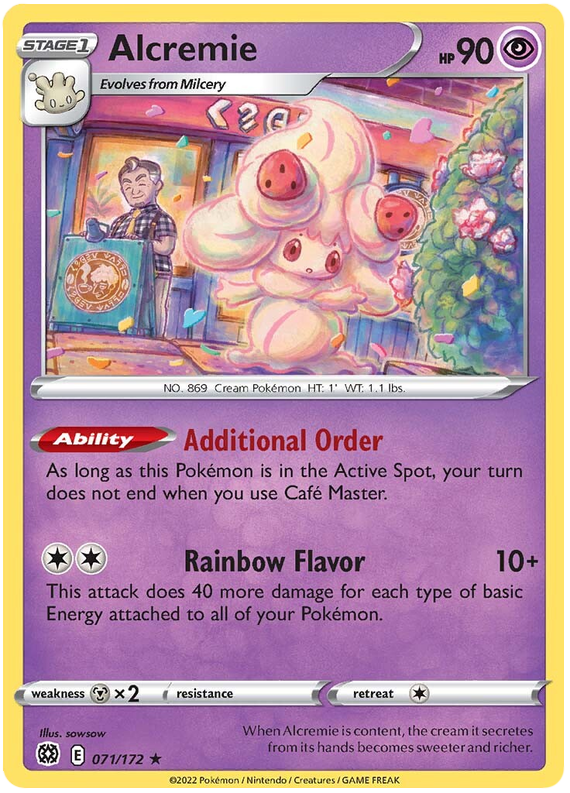 STAGE 1
Alcremie
HP 90
Evolves from Milcery
NO. 869 Cream Pokémon HT: 1' WT: 1.1 lbs.
Ability Additional Order
As long as this Pokémon is in the Active Spot, your turn
does not end when you use Café Master.
Rainbow Flavor 10+
This attack does 40 more damage for each type of basic
Energy attached to all of your Pokémon.
weakness ×2 resistance retreat
Illus. sowsow
When Alcremie is content, the cream it secretes
from its hands becomes sweeter and richer.
E 071/172 ★
©2022 Pokémon / Nintendo / Creatures / GAME FREAK